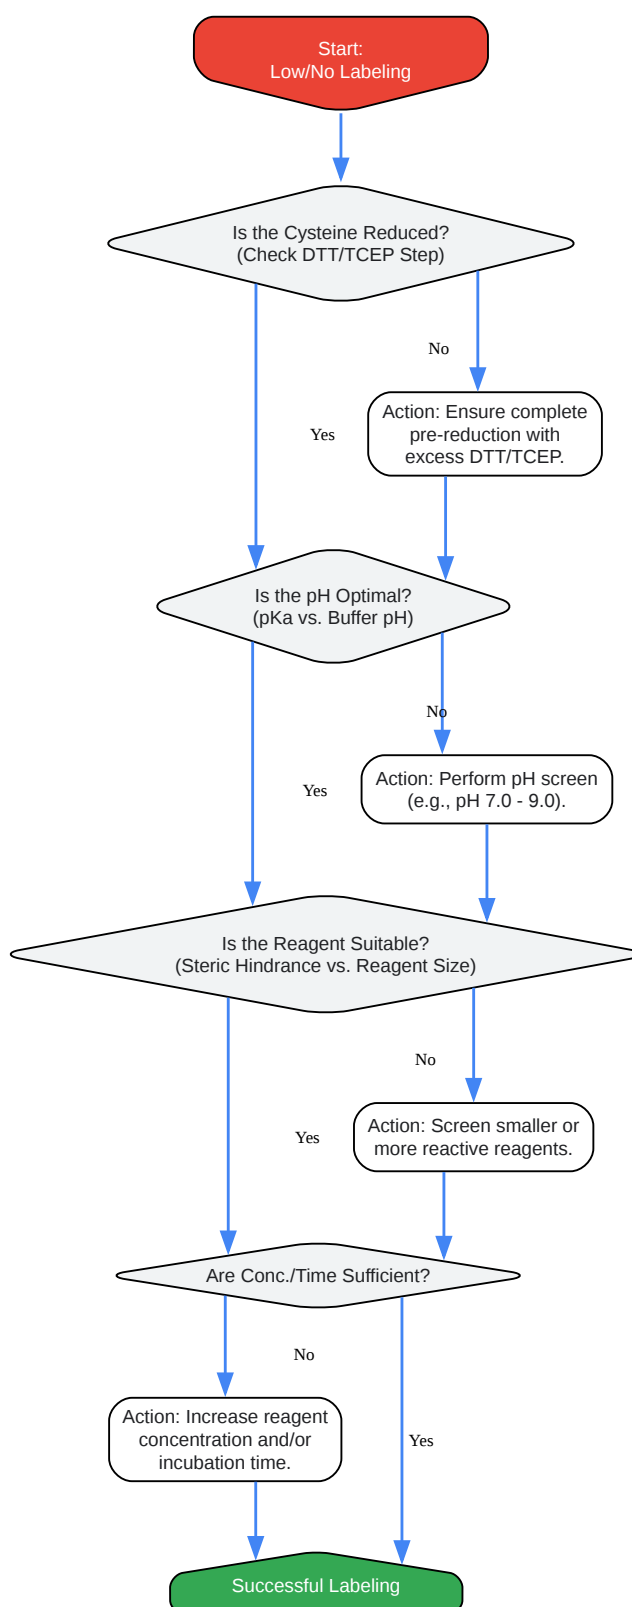 Start:
Low/No Labeling
Is the Cysteine Reduced?
(Check DTT/TCEP Step)
No
Yes
Action: Ensure complete
pre-reduction with
excess DTT/TCEP.
Is the pH Optimal?
(pKa vs. Buffer pH)
No
Yes
Action: Perform pH screen
(e.g., pH 7.0 - 9.0).
Is the Reagent Suitable?
(Steric Hindrance vs. Reagent Size)
No
Yes
Action: Screen smaller or
more reactive reagents.
Are Conc./Time Sufficient?
No
Action: Increase reagent
concentration and/or
incubation time.
Yes
Successful Labeling